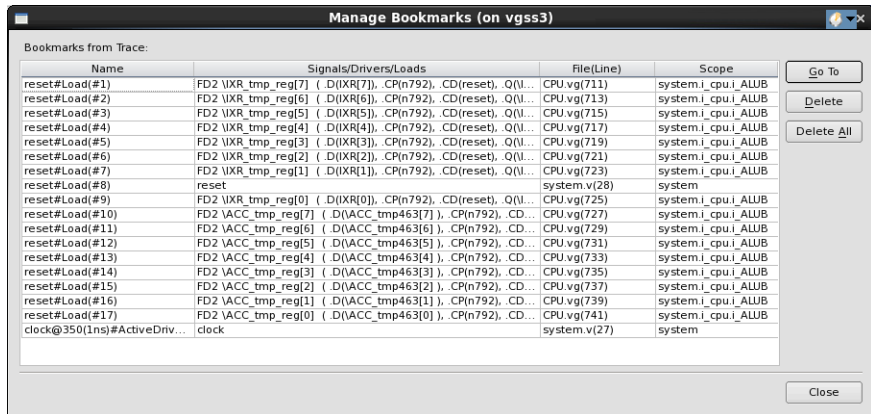 Manage Bookmarks (on vgss3)
Bookmarks from Trace:
Name Signals/Drivers/Loads File(Line) Scope
reset#Load(#1) FD2 \IXR_tmp_reg[7] ( .D(IXR[7]), .CP(n792), .CD(reset), .Q(\I... CPU.vg(711) system.i_cpu.i_ALUB
reset#Load(#2) FD2 \IXR_tmp_reg[6] ( .D(IXR[6]), .CP(n792), .CD(reset), .Q(\I... CPU.vg(713) system.i_cpu.i_ALUB
reset#Load(#3) FD2 \IXR_tmp_reg[5] ( .D(IXR[5]), .CP(n792), .CD(reset), .Q(\I... CPU.vg(715) system.i_cpu.i_ALUB
reset#Load(#4) FD2 \IXR_tmp_reg[4] ( .D(IXR[4]), .CP(n792), .CD(reset), .Q(\I... CPU.vg(717) system.i_cpu.i_ALUB
reset#Load(#5) FD2 \IXR_tmp_reg[3] ( .D(IXR[3]), .CP(n792), .CD(reset), .Q(\I... CPU.vg(719) system.i_cpu.i_ALUB
reset#Load(#6) FD2 \IXR_tmp_reg[2] ( .D(IXR[2]), .CP(n792), .CD(reset), .Q(\I... CPU.vg(721) system.i_cpu.i_ALUB
reset#Load(#7) FD2 \IXR_tmp_reg[1] ( .D(IXR[1]), .CP(n792), .CD(reset), .Q(\I... CPU.vg(723) system.i_cpu.i_ALUB
reset#Load(#8) reset system.v(28) system
reset#Load(#9) FD2 \IXR_tmp_reg[0] ( .D(IXR[0]), .CP(n792), .CD(reset), .Q(\I... CPU.vg(725) system.i_cpu.i_ALUB
reset#Load(#10) FD2 \ACC_tmp_reg[7] ( .D(\ACC_tmp463[7] ), .CP(n792), .CD... CPU.vg(727) system.i_cpu.i_ALUB
reset#Load(#11) FD2 \ACC_tmp_reg[6] ( .D(\ACC_tmp463[6] ), .CP(n792), .CD... CPU.vg(729) system.i_cpu.i_ALUB
reset#Load(#12) FD2 \ACC_tmp_reg[5] ( .D(\ACC_tmp463[5] ), .CP(n792), .CD... CPU.vg(731) system.i_cpu.i_ALUB
reset#Load(#13) FD2 \ACC_tmp_reg[4] ( .D(\ACC_tmp463[4] ), .CP(n792), .CD... CPU.vg(733) system.i_cpu.i_ALUB
reset#Load(#14) FD2 \ACC_tmp_reg[3] ( .D(\ACC_tmp463[3] ), .CP(n792), .CD... CPU.vg(735) system.i_cpu.i_ALUB
reset#Load(#15) FD2 \ACC_tmp_reg[2] ( .D(\ACC_tmp463[2] ), .CP(n792), .CD... CPU.vg(737) system.i_cpu.i_ALUB
reset#Load(#16) FD2 \ACC_tmp_reg[1] ( .D(\ACC_tmp463[1] ), .CP(n792), .CD... CPU.vg(739) system.i_cpu.i_ALUB
reset#Load(#17) FD2 \ACC_tmp_reg[0] ( .D(\ACC_tmp463[0] ), .CP(n792), .CD... CPU.vg(741) system.i_cpu.i_ALUB
clock@350(1ns)#ActiveDriv... clock system.v(27) system
Go To
Delete
Delete All
Close